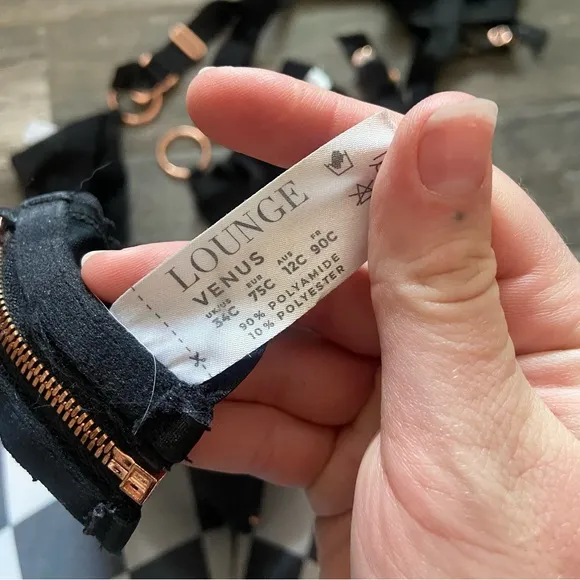 LOUNGE
VENUS
UK/US EUR AUS FR
34C 75C 12C 90C
90% POLYAMIDE
10% POLYESTER